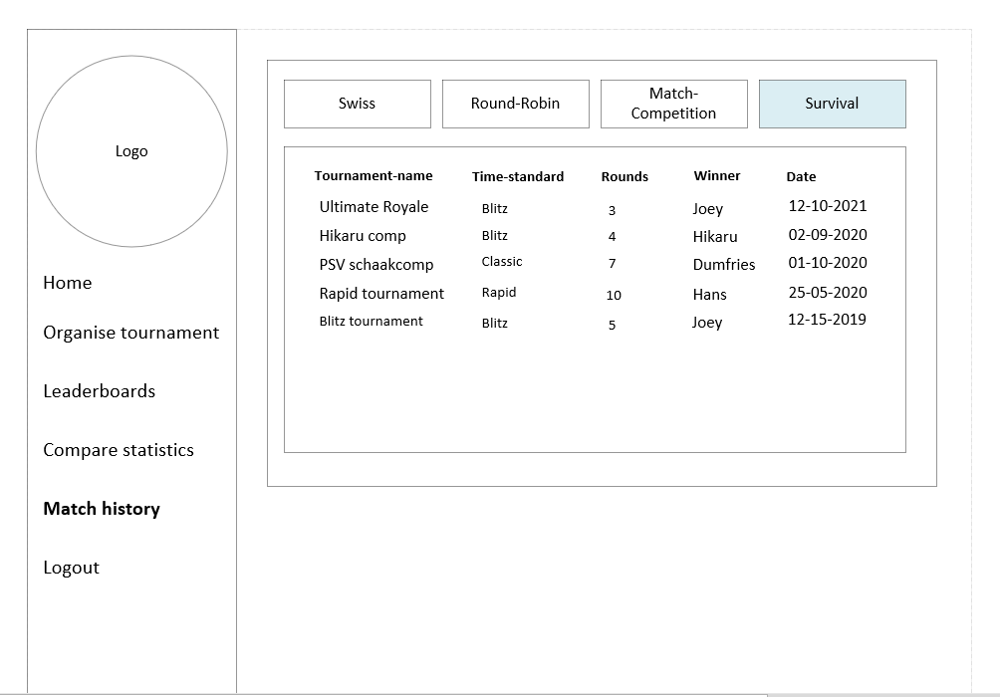 Logo
Home
Organise tournament
Leaderboards
Compare statistics
Match history
Logout
Swiss
Round-Robin
Match-
Competition
Survival
Tournament-name Time-standard Rounds Winner Date
Ultimate Royale Blitz 3 Joey 12-10-2021
Hikaru comp Blitz 4 Hikaru 02-09-2020
PSV schaakcomp Classic 7 Dumfries 01-10-2020
Rapid tournament Rapid 10 Hans 25-05-2020
Blitz tournament Blitz 5 Joey 12-15-2019